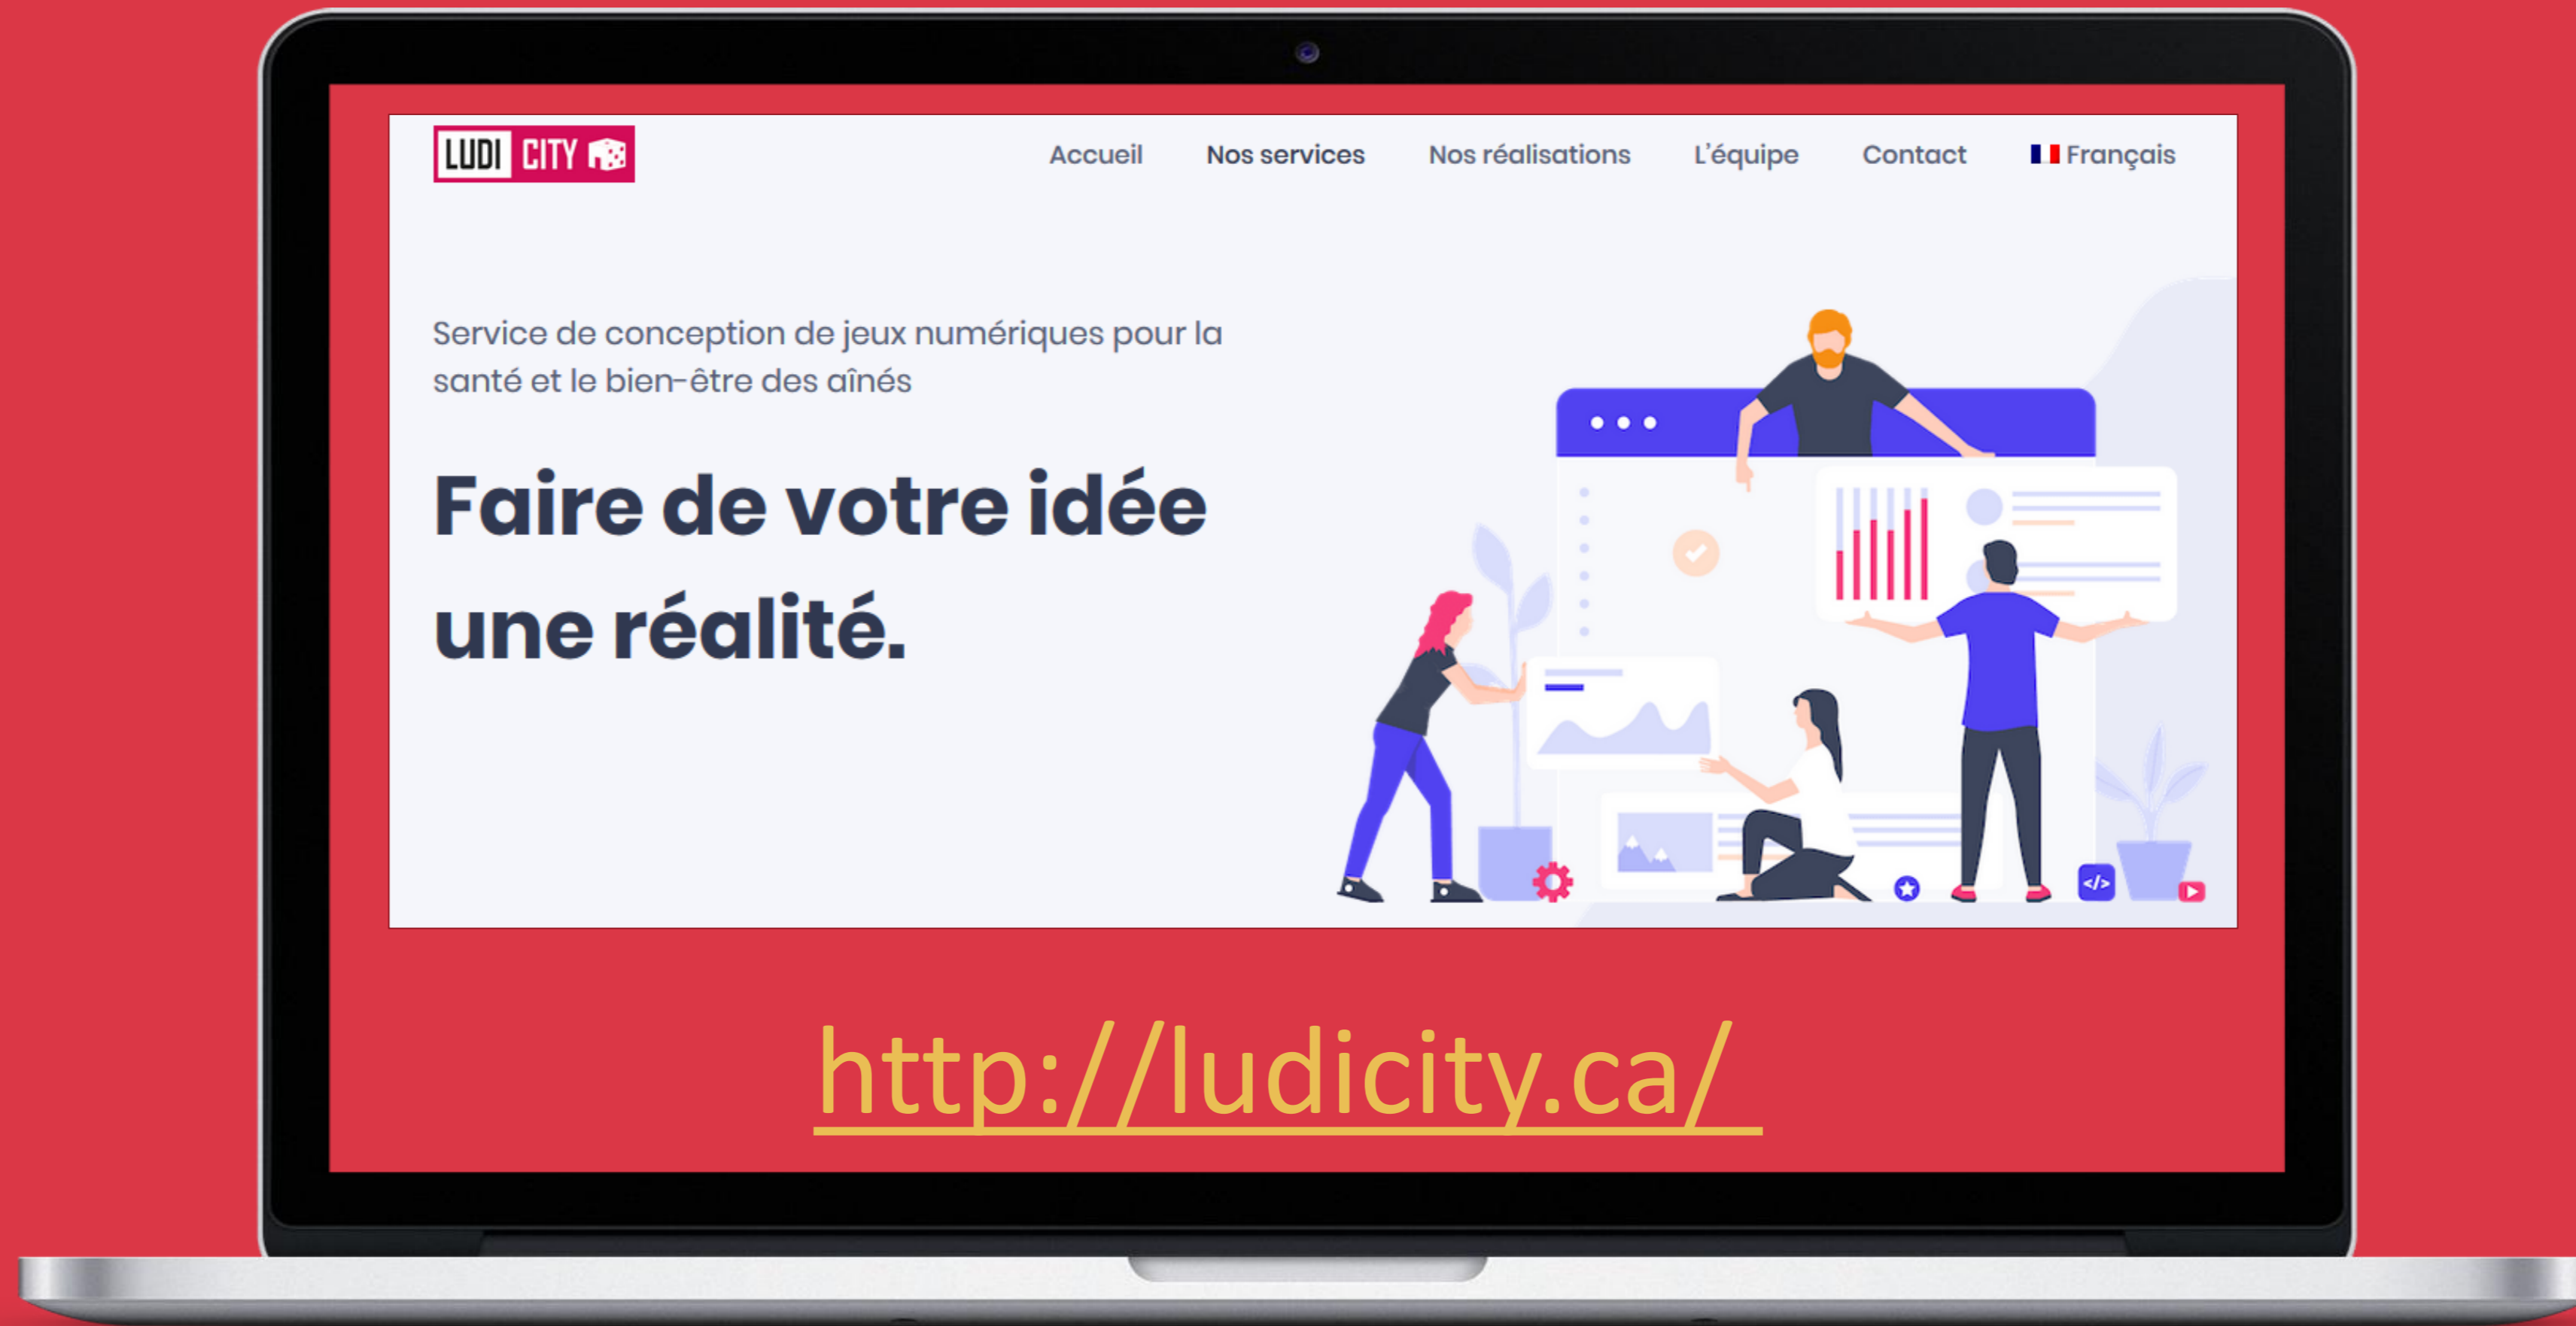 LUDI CITY
Accueil Nos services Nos réalisations L'équipe Contact Français
Service de conception de jeux numériques pour la
santé et le bien-être des aînés
Faire de votre idée
une réalité.
</>
http://ludicity.ca/